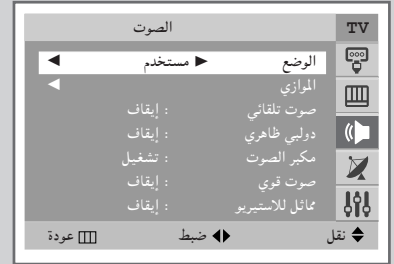 TV
الصوت
الوضع ◄ مستخدم ►
الموازي ◄
صوت تلقائي : إيقاف
دولبي ظاهري : إيقاف
مكبر الصوت : تشغيل
صوت قوي : إيقاف
مماثل للاستيريو : إيقاف
نقل ضبط عودة